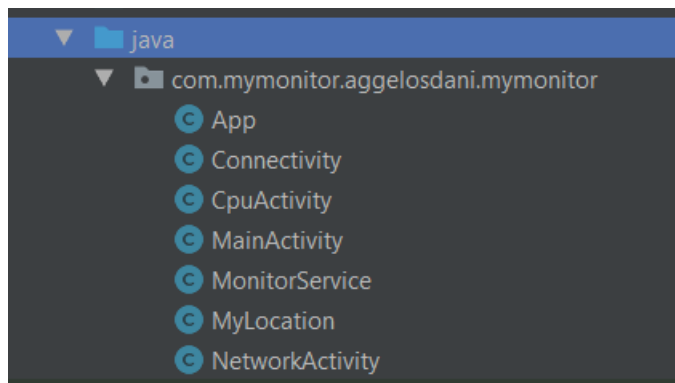 java
com.mymonitor.aggelosdani.mymonitor
C App
C Connectivity
C CpuActivity
C MainActivity
C MonitorService
C MyLocation
C NetworkActivity